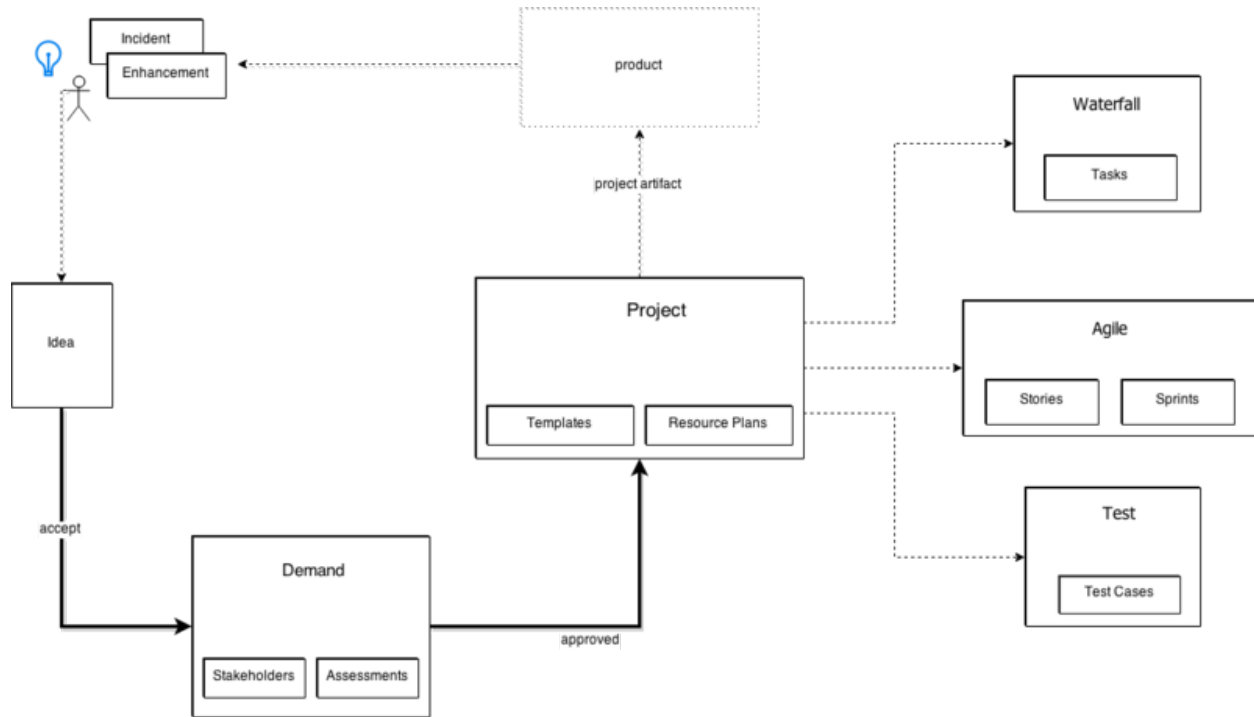 Incident
Enhancement
product
Waterfall
Tasks
project artifact
Idea
Project
Templates
Resource Plans
Agile
Stories
Sprints
accept
Demand
Stakeholders
Assessments
approved
Test
Test Cases